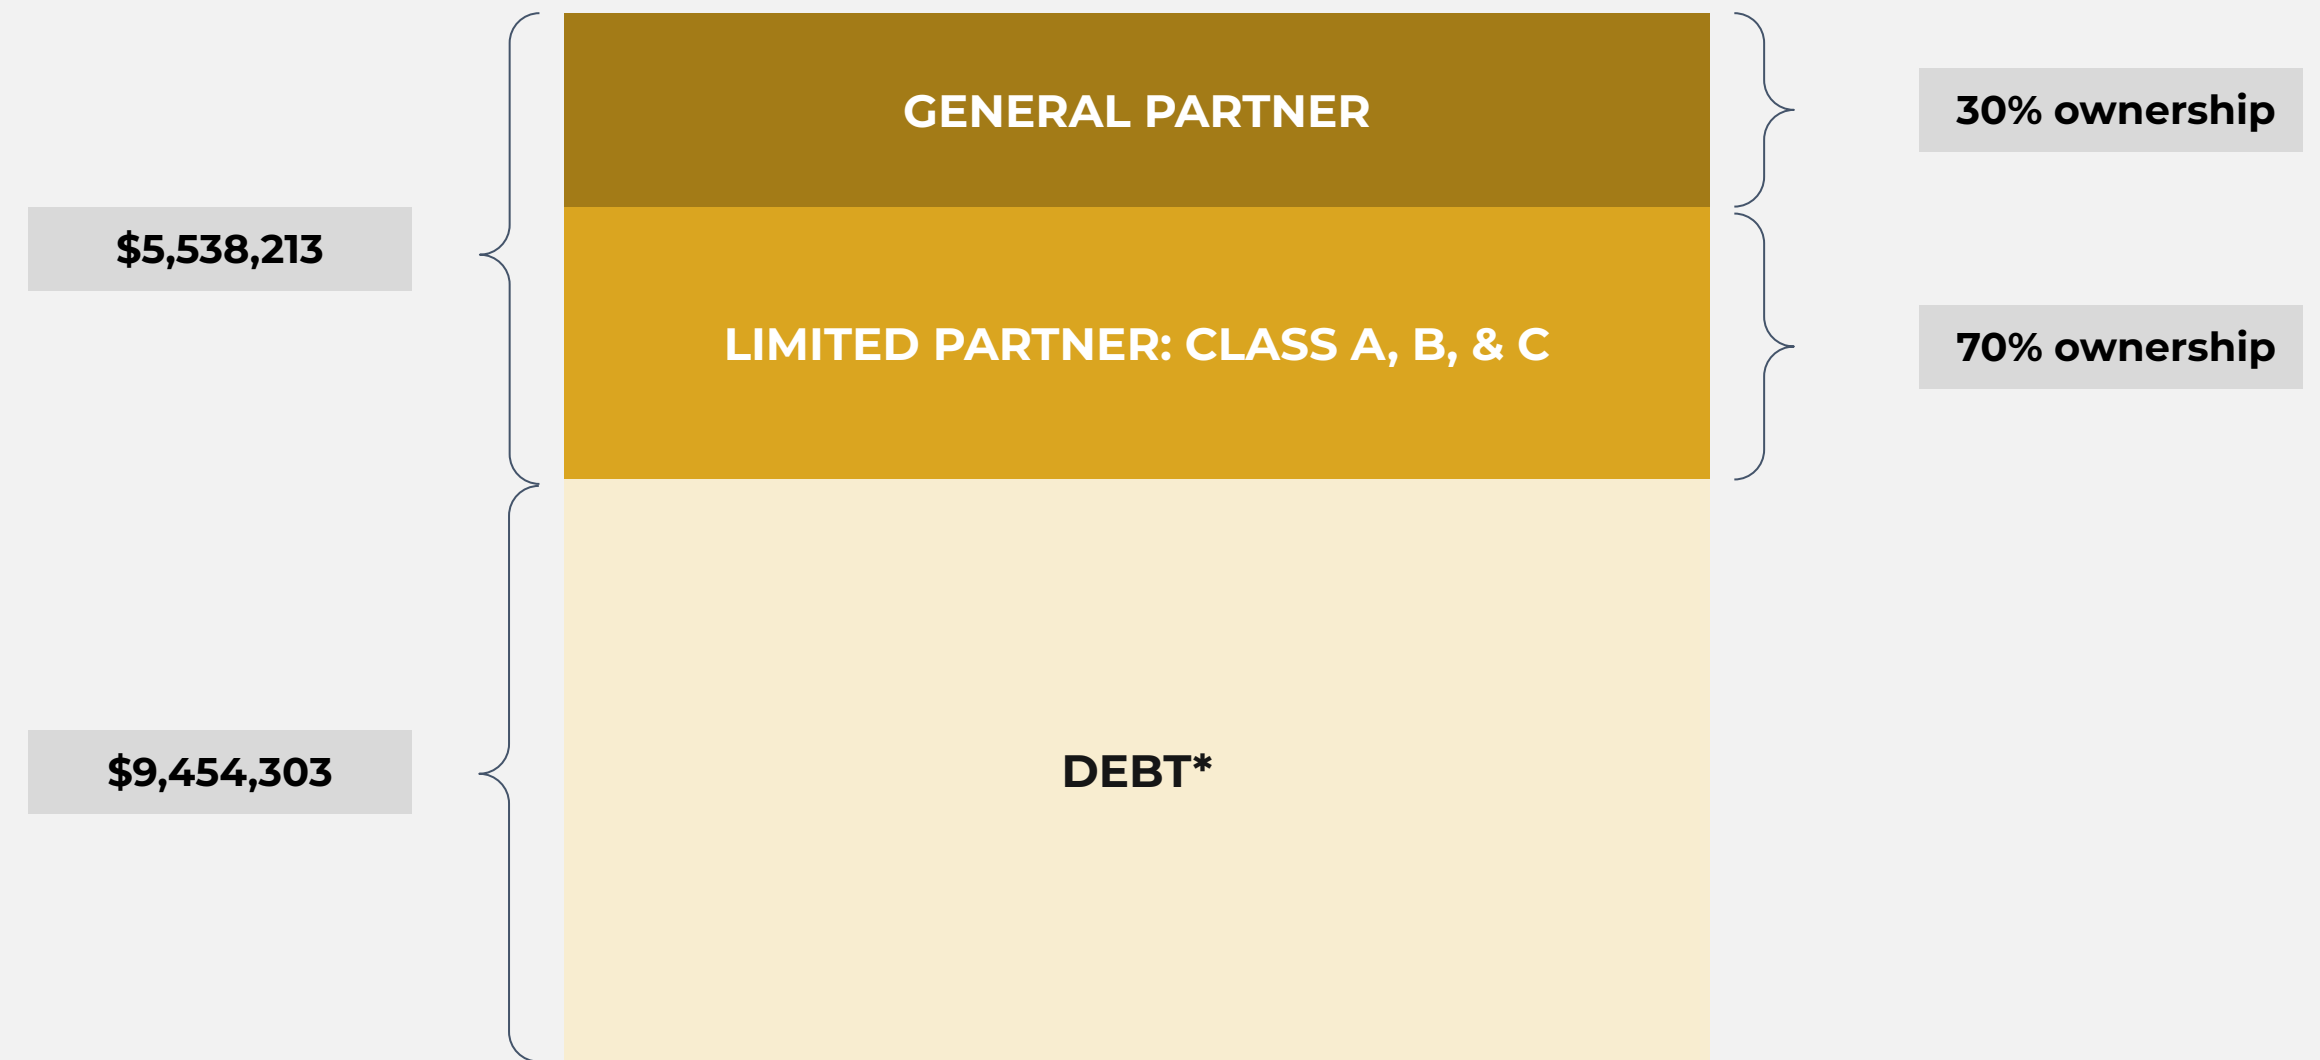 GENERAL PARTNER
30% ownership
$5,538,213
LIMITED PARTNER: CLASS A, B, & C
70% ownership
$9,454,303
DEBT*